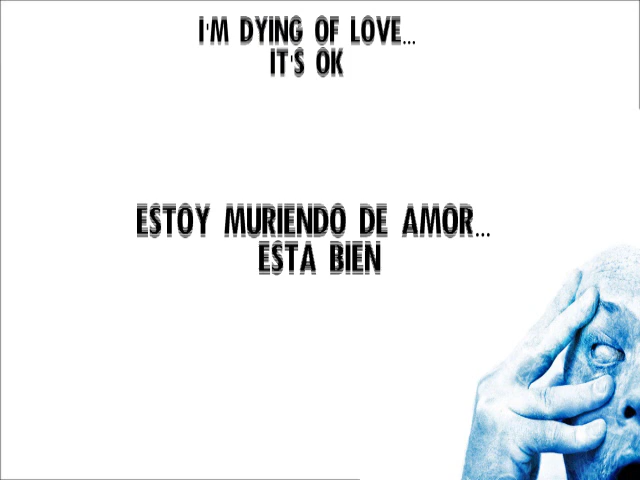 I'M DYING OF LOVE...
IT'S OK
ESTOY MURIENDO DE AMOR...
ESTA BIEN